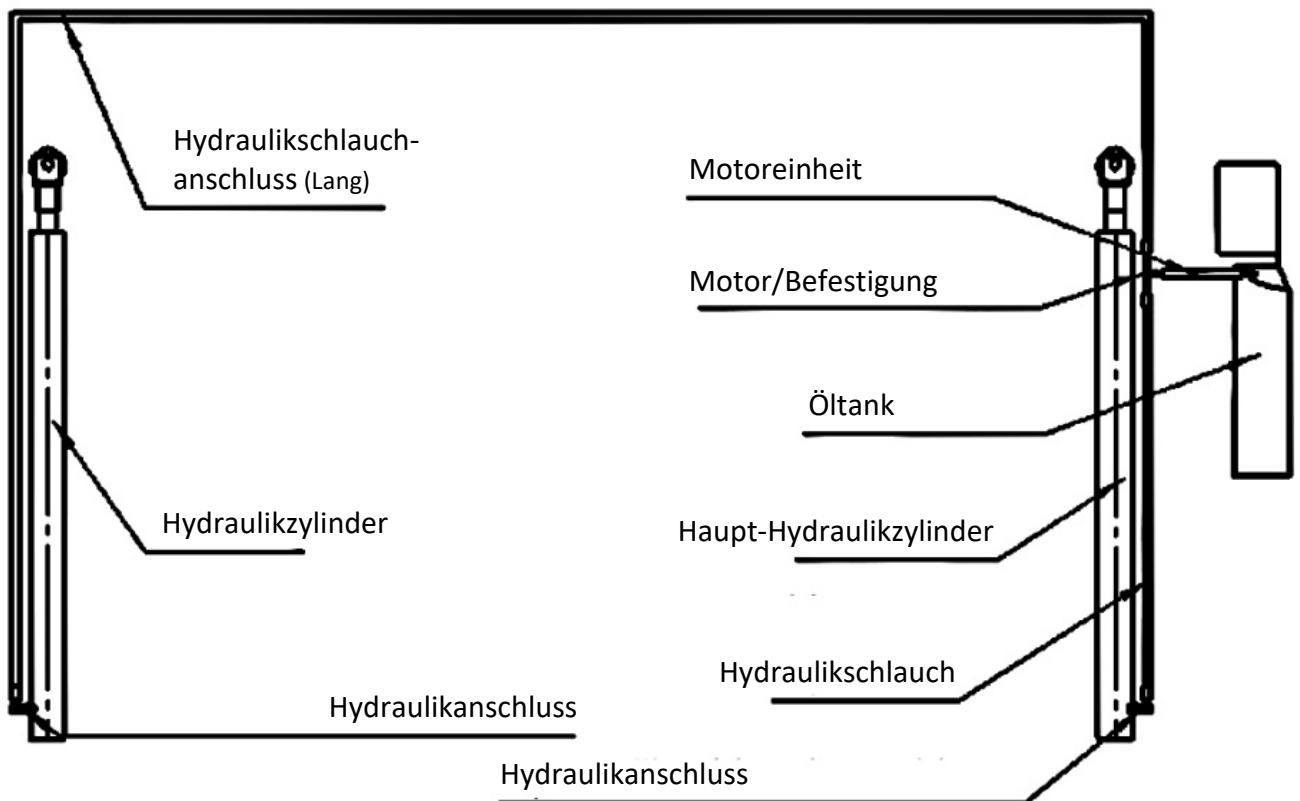 Hydraulikschlauch-
anschluss (Lang)
Motoreinheit
Motor/Befestigung
Öltank
Hydraulikzylinder
Haupt-Hydraulikzylinder
Hydraulikschlauch
Hydraulikanschluss
Hydraulikanschluss